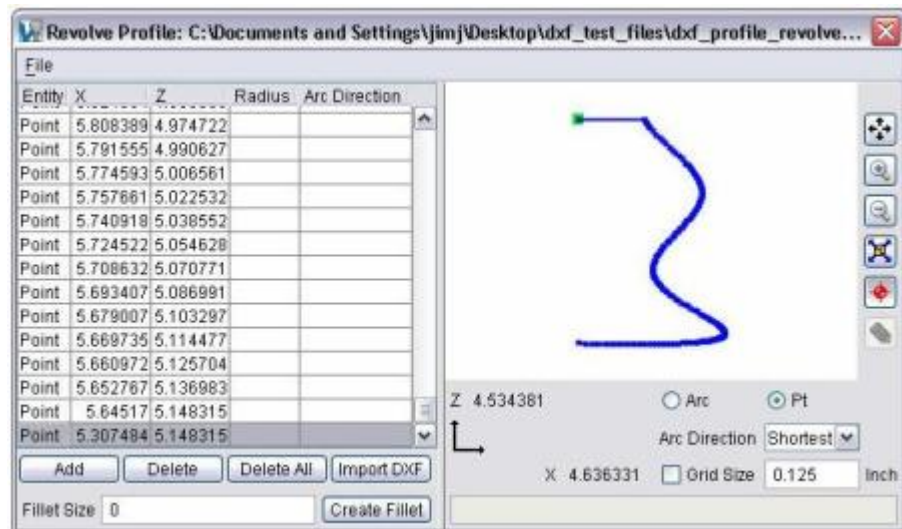 Revolve Profile: C:\Documents and Settings\jimj\Desktop\dxf_test_files\dxf_profile_revolve...
File
Entity X Z Radius Arc Direction
Point 5.808389 4.974722
Point 5.791555 4.990627
Point 5.774593 5.006561
Point 5.757661 5.022532
Point 5.740918 5.038552
Point 5.724522 5.054628
Point 5.708632 5.070771
Point 5.693407 5.086991
Point 5.679007 5.103297
Point 5.669735 5.114477
Point 5.660972 5.125704
Point 5.652767 5.136983
Point 5.64517 5.148315
Point 5.307484 5.148315
Add Delete Delete All Import DXF
Fillet Size 0 Create Fillet
Z 4.534381 Arc Pt
Arc Direction Shortest
X 4.636331 Grid Size 0.125 Inch